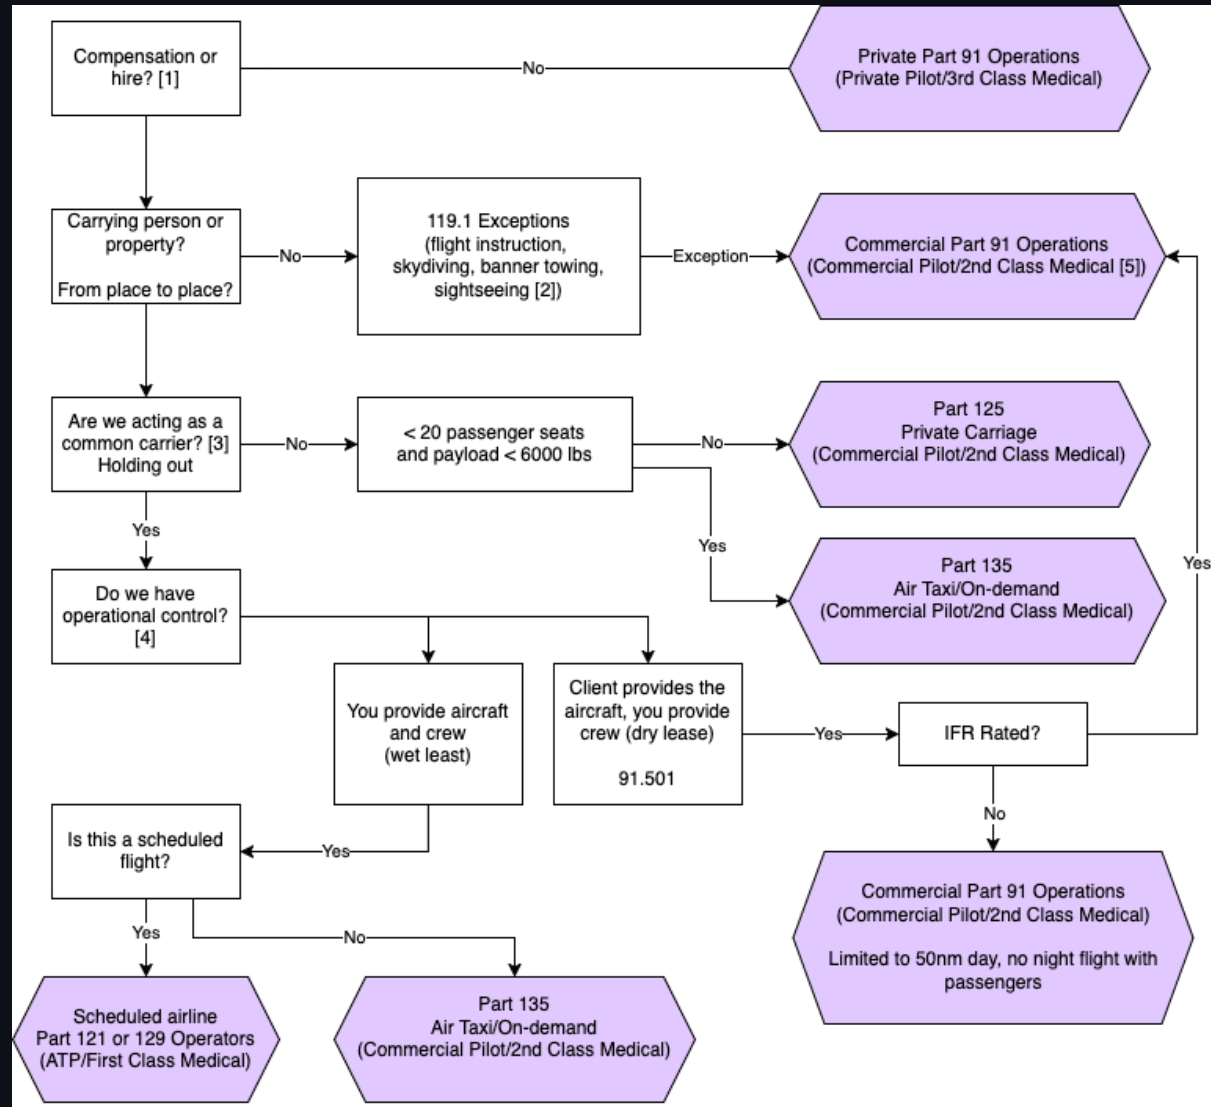 Compensation or
hire? [1]
No
Private Part 91 Operations
(Private Pilot/3rd Class Medical)
Carrying person or
property?
From place to place?
No
119.1 Exceptions
(flight instruction,
skydiving, banner towing,
sightseeing [2])
Exception
Commercial Part 91 Operations
(Commercial Pilot/2nd Class Medical [5])
Are we acting as a
common carrier? [3]
Holding out
No
< 20 passenger seats
and payload < 6000 lbs
No
Part 125
Private Carriage
(Commercial Pilot/2nd Class Medical)
Yes
Yes
Part 135
Air Taxi/On-demand
(Commercial Pilot/2nd Class Medical)
Yes
Do we have
operational control?
[4]
You provide aircraft
and crew
(wet least)
Client provides the
aircraft, you provide
crew (dry lease)
91.501
Yes
IFR Rated?
No
Commercial Part 91 Operations
(Commercial Pilot/2nd Class Medical)
Limited to 50nm day, no night flight with
passengers
Is this a scheduled
flight?
Yes
Yes
No
Scheduled airline
Part 121 or 129 Operators
(ATP/First Class Medical)
Part 135
Air Taxi/On-demand
(Commercial Pilot/2nd Class Medical)